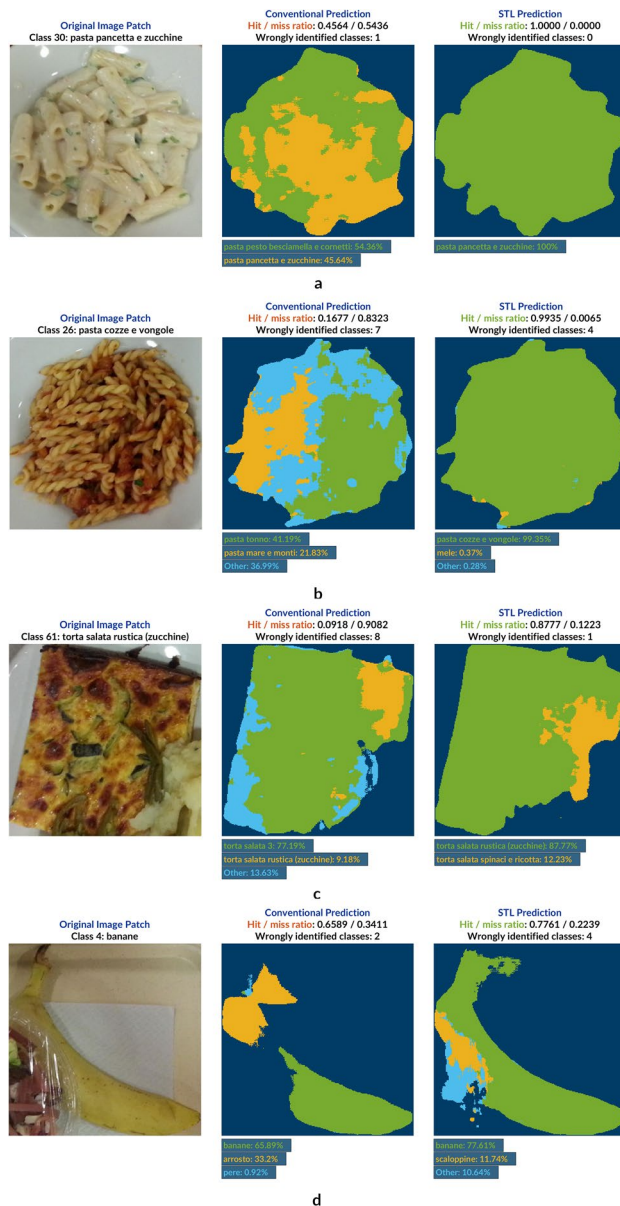 Original Image Patch
Class 30: pasta pancetta e zucchine
Conventional Prediction
Hit / miss ratio: 0.4564 / 0.5436
Wrongly identified classes: 1
STL Prediction
Hit / miss ratio: 1.0000 / 0.0000
Wrongly identified classes: 0
pasta pesto besciamella e cornetti: 54.36%
pasta pancetta e zucchine: 45.64%
pasta pancetta e zucchine: 100%
a
Original Image Patch
Class 26: pasta cozze e vongole
Conventional Prediction
Hit / miss ratio: 0.1677 / 0.8323
Wrongly identified classes: 7
STL Prediction
Hit / miss ratio: 0.9935 / 0.0065
Wrongly identified classes: 4
pasta tonno: 41.19%
pasta mare e monti: 21.83%
Other: 36.99%
pasta cozze e vongole: 99.35%
mele: 0.37%
Other: 0.28%
b
Original Image Patch
Class 61: torta salata rustica (zucchine)
Conventional Prediction
Hit / miss ratio: 0.0918 / 0.9082
Wrongly identified classes: 8
STL Prediction
Hit / miss ratio: 0.8777 / 0.1223
Wrongly identified classes: 1
torta salata 3: 77.19%
torta salata rustica (zucchine): 9.18%
Other: 13.63%
torta salata rustica (zucchine): 87.77%
torta salata spinaci e ricotta: 12.23%
c
Original Image Patch
Class 4: banane
Conventional Prediction
Hit / miss ratio: 0.6589 / 0.3411
Wrongly identified classes: 2
STL Prediction
Hit / miss ratio: 0.7761 / 0.2239
Wrongly identified classes: 4
banane: 65.89%
arrosto: 33.2%
pere: 0.92%
banane: 77.61%
scaloppine: 11.74%
Other: 10.64%
d